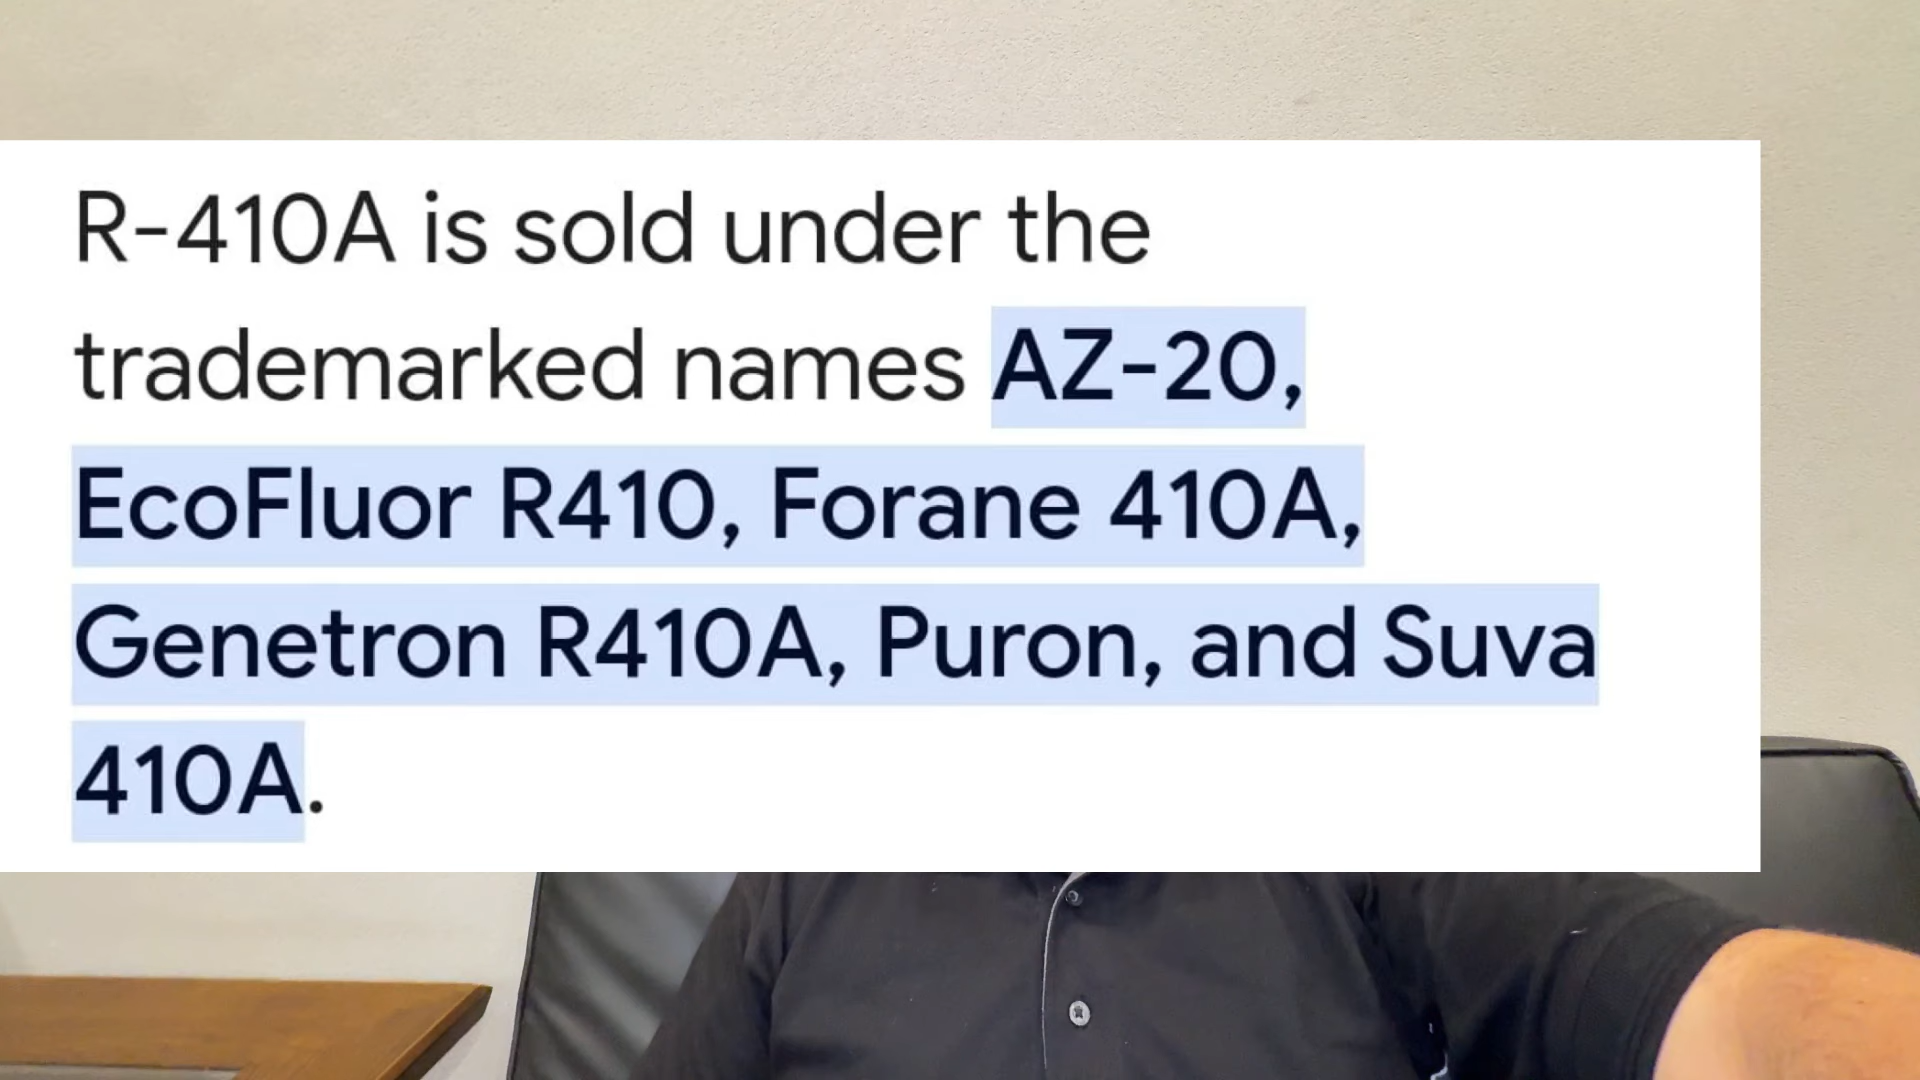 R-410A is sold under the
trademarked names AZ-20,
EcoFluor R410, Forane 410A,
Genetron R410A, Puron, and Suva
410A.